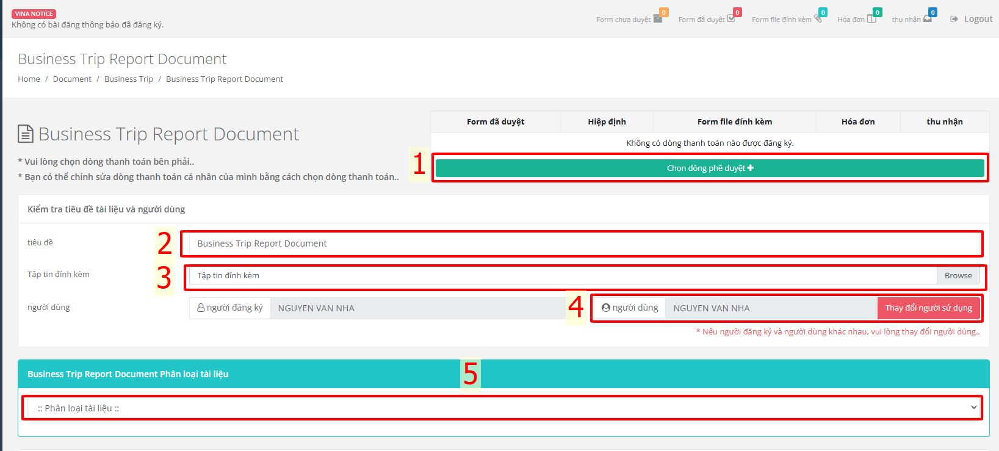 VINA NOTICE
Không có bài đăng thông báo đã đăng ký.
Form chưa duyệt 0
Form đã duyệt 0
Form file đính kèm 0
Hóa đơn 0
thu nhận 0
Logout
Business Trip Report Document
Home / Document / Business Trip / Business Trip Report Document
Business Trip Report Document
* Vui lòng chọn dòng thanh toán bên phải..
* Bạn có thể chỉnh sửa dòng thanh toán cá nhân của mình bằng cách chọn dòng thanh toán..
Form đã duyệt Hiệp định Form file đính kèm Hóa đơn thu nhận
Không có dòng thanh toán nào được đăng ký.
1 Chọn dòng phê duyệt
Kiểm tra tiêu đề tài liệu và người dùng
tiêu đề 2 Business Trip Report Document
Tập tin đính kèm 3 Tập tin đính kèm Browse
người dùng người đăng ký NGUYEN VAN NHA 4 người dùng NGUYEN VAN NHA Thay đổi người sử dụng
* Nếu người đăng ký và người dùng khác nhau, vui lòng thay đổi người dùng..
Business Trip Report Document Phân loại tài liệu 5
:: Phân loại tài liệu ::